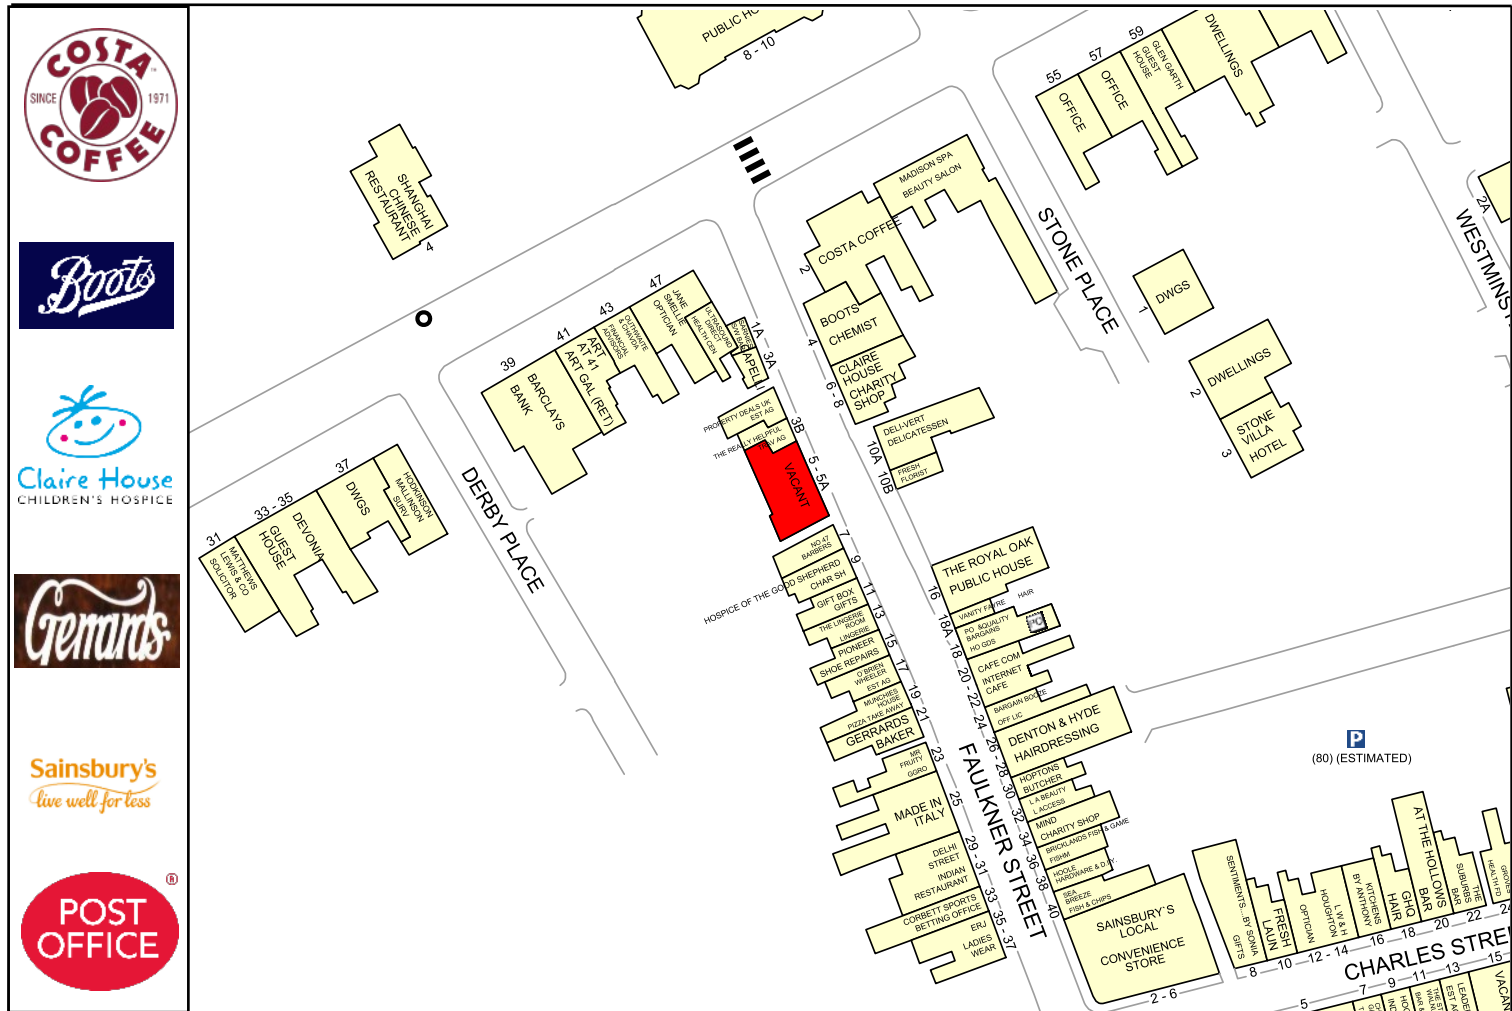 COSTA
SINCE 1971
COFFEE
Boots
Claire House
CHILDREN'S HOSPICE
Gerrards
Sainsbury's
live well for less
®
POST
OFFICE
8 - 10
SHANGHAI
CHINESE
RESTAURANT
4
55
OFFICE
57
OFFICE
59
GLEN GARTH
GUEST
HOUSE
DWELLINGS
MADISON SPA
BEAUTY SALON
2
COSTA COFFEE
4
BOOTS
CHEMIST
6 - 8
CLAIRE
HOUSE
CHARITY
SHOP
STONE PLACE
1
DWGS
2
DWELLINGS
3
STONE
VILLA
HOTEL
2A
31
MATTHEWS
LEWIS & CO
SOLICITOR
33 - 35
DEVONIA
GUEST
HOUSE
37
DWGS
HODKINSON
MALLINSON
SURV
DERBY PLACE
39
BARCLAYS
BANK
41
ART
AT 41
ART GAL (RET)
43
OUTHWAITE
& CHAVDA
FINANCIAL
ADVISORS
47
JANE
SMELLIE
OPTICIAN
ULTRASOUND
DIRECT
HEALTH CEN
1A
3A
3B
PROPERTY DEALS UK
EST AG
THE REALLY HELPFUL
5 - 5A
VACANT
10A
DELI-VERT
DELICATESSEN
10B
FRESH
FLORIST
7
NO 47
BARBERS
9
HOSPICE OF THE GOOD SHEPHERD
CHAR SH
11
GIFT BOX
GIFTS
13
THE LINGERIE
ROOM
LINGERIE
15
PIONEER
SHOE REPAIRS
17
O'BRIEN
WHEELER
EST AG
19
MUNCHIES
HOUSE
PIZZA TAKE AWAY
21
GERRARDS
BAKER
23
MR
FRUITY
GGRO
25
MADE IN
ITALY
29 - 31
DELHI
STREET
INDIAN
RESTAURANT
33
CORBETT SPORTS
BETTING OFFICE
35 - 37
ERJ
LADIES
WEAR
FAULKNER STREET
16
THE ROYAL OAK
PUBLIC HOUSE
18A
VANITY FAYRE
HAIR
18
PO &QUALITY
BARGAINS
HO GDS
20 - 22
CAFE COM
INTERNET
CAFE
24
BARGAIN BOOZE
OFF LIC
26 - 28
DENTON & HYDE
HAIRDRESSING
30
HOPTONS
BUTCHER
32
L A BEAUTY
L ACCESS
34
MIND
CHARITY SHOP
36
BRICKLANDS FISH & GAME
FISHM
38
HOOLE
HARDWARE & D.I.Y.
40
SEA
BREEZE
FISH & CHIPS
2 - 6
SAINSBURY`S
LOCAL
CONVENIENCE
STORE
P
(80) (ESTIMATED)
8
SENTIMENTS....BY SONIA
GIFTS
10
FRESH
LAUN
OPTICIAN
12 - 14
L W & H
HOUGHTON
16
KITCHENS
BY ANTHONY
18
GHQ
HAIR
20
AT THE HOLLOWS
BAR
22
THE
SUBURBS
BAR
5
7
9
11
13
15